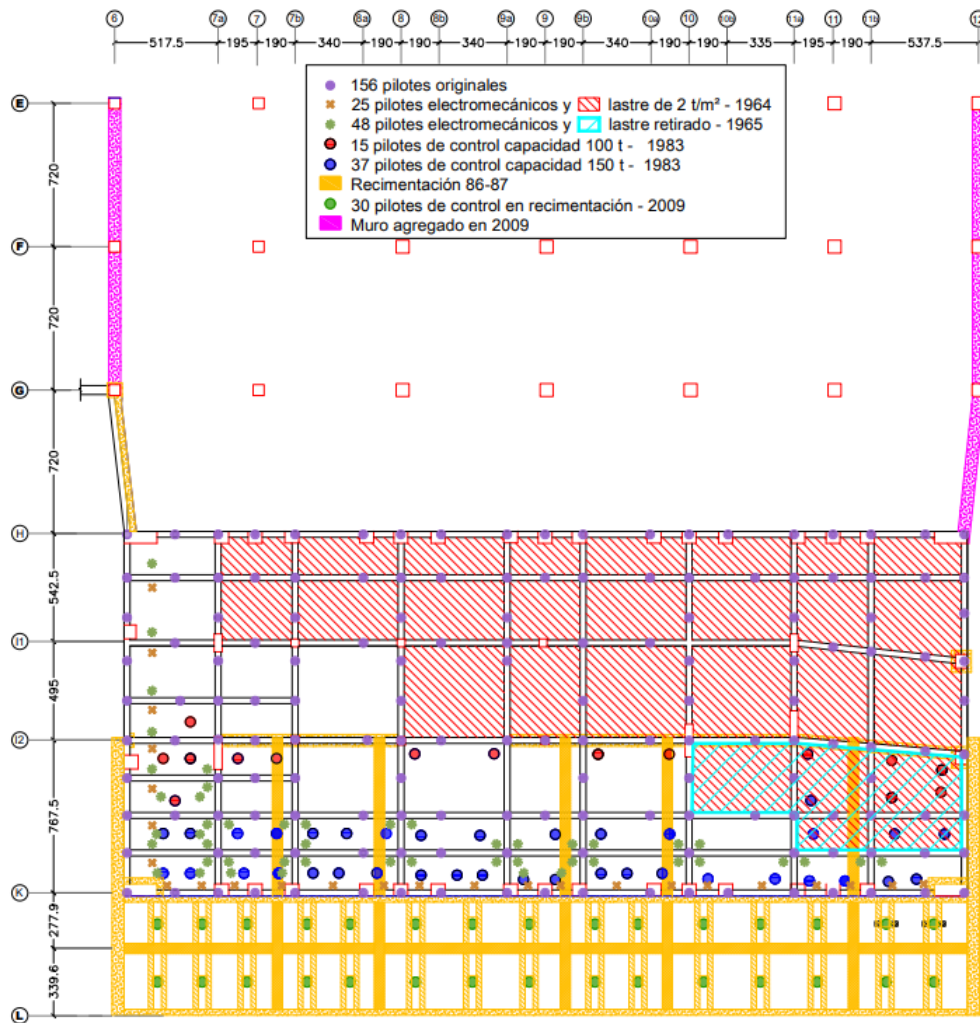 6 7a 7 7b 8a 8 8b 9a 9 9b 10a 10 10b 11a 11 11b 12
517.5 195 190 340 190 190 340 190 190 340 190 190 335 195 190 537.5
156 pilotes originales
25 pilotes electromecánicos y lastre de 2 t/m² - 1964
48 pilotes electromecánicos y lastre retirado - 1965
15 pilotes de control capacidad 100 t - 1983
37 pilotes de control capacidad 150 t - 1983
Recimentación 86-87
30 pilotes de control en recimentación - 2009
Muro agregado en 2009
E
720
F
720
G
720
H
542.5
I1
495
I2
767.5
K
277.9
339.6
L